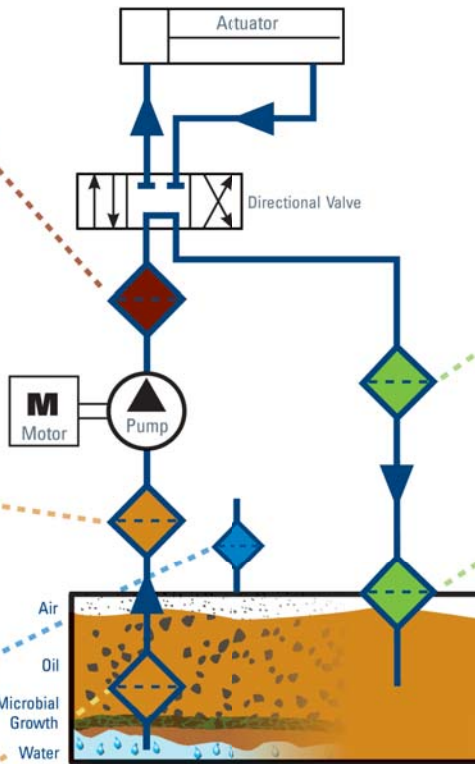 Actuator
Directional Valve
M
Motor
Pump
Air
Oil
Microbial
Growth
Water